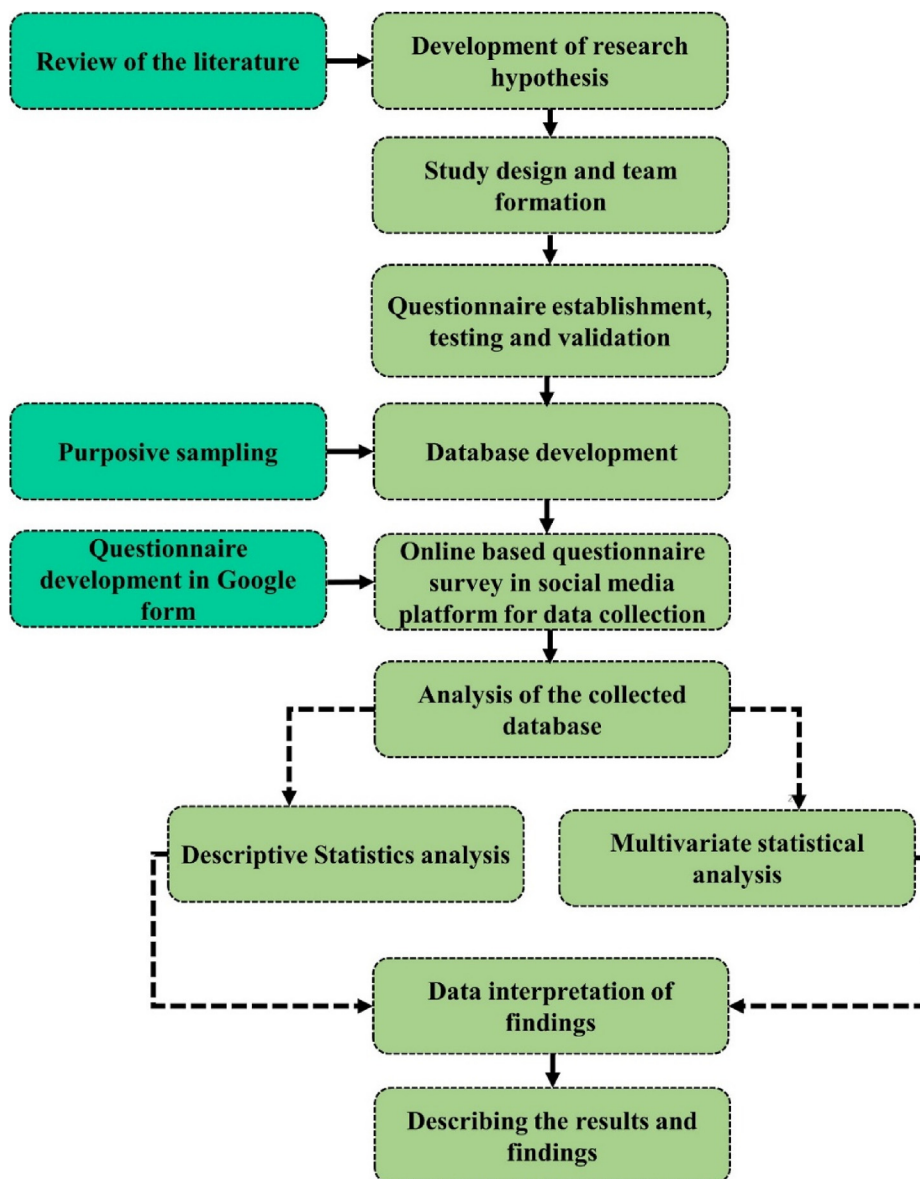 Review of the literature
Development of research
hypothesis
Study design and team
formation
Questionnaire establishment,
testing and validation
Purposive sampling
Database development
Questionnaire
development in Google
form
Online based questionnaire
survey in social media
platform for data collection
Analysis of the collected
database
Descriptive Statistics analysis
Multivariate statistical
analysis
Data interpretation of
findings
Describing the results and
findings